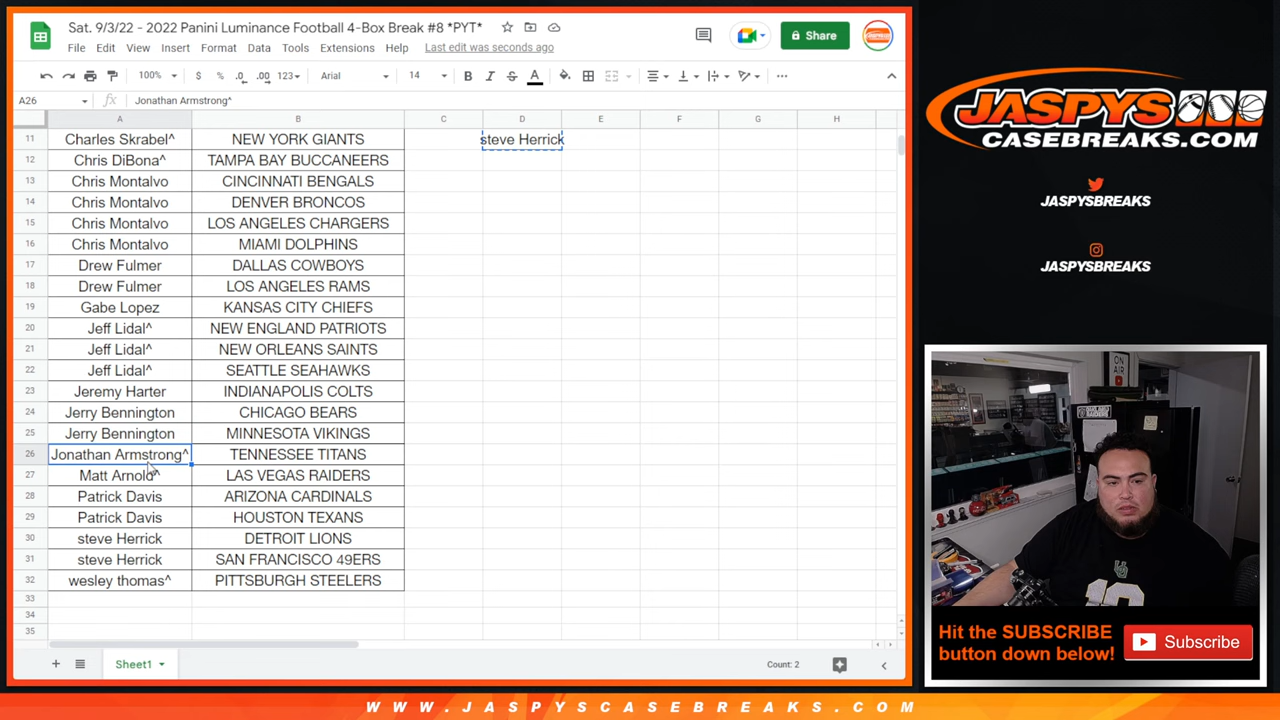 Sat. 9/3/22 - 2022 Panini Luminance Football 4-Box Break #8 *PYT*
File Edit View Insert Format Data Tools Extensions Help Last edit was seconds ago
Share
100% $ % .0 .00 123 Arial 14 B I S A
A26 fx Jonathan Armstrong^
A B C D E F G H
11 Charles Skrabel^ NEW YORK GIANTS steve Herrick
12 Chris DiBona^ TAMPA BAY BUCCANEERS
13 Chris Montalvo CINCINNATI BENGALS
14 Chris Montalvo DENVER BRONCOS
15 Chris Montalvo LOS ANGELES CHARGERS
16 Chris Montalvo MIAMI DOLPHINS
17 Drew Fulmer DALLAS COWBOYS
18 Drew Fulmer LOS ANGELES RAMS
19 Gabe Lopez KANSAS CITY CHIEFS
20 Jeff Lidal^ NEW ENGLAND PATRIOTS
21 Jeff Lidal^ NEW ORLEANS SAINTS
22 Jeff Lidal^ SEATTLE SEAHAWKS
23 Jeremy Harter INDIANAPOLIS COLTS
24 Jerry Bennington CHICAGO BEARS
25 Jerry Bennington MINNESOTA VIKINGS
26 Jonathan Armstrong^ TENNESSEE TITANS
27 Matt Arnold^ LAS VEGAS RAIDERS
28 Patrick Davis ARIZONA CARDINALS
29 Patrick Davis HOUSTON TEXANS
30 steve Herrick DETROIT LIONS
31 steve Herrick SAN FRANCISCO 49ERS
32 wesley thomas^ PITTSBURGH STEELERS
33
34
35
Sheet1
Count: 2
JASPYS
CASEBREAKS.COM
JASPYSBREAKS
JASPYSBREAKS
ON AIR
Hit the SUBSCRIBE
button down below!
Subscribe
WWW.JASPYSCASEBREAKS.COM